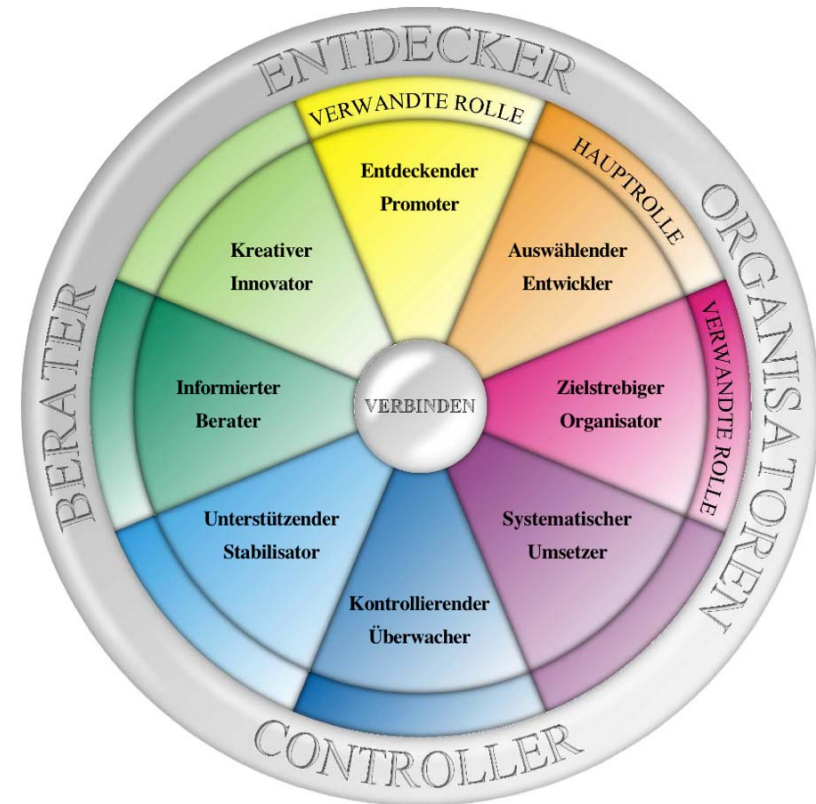 ENTDECKER
VERWANDTE ROLLE
HAUPTROLLE
Entdeckender
Promoter
Kreativer
Innovator
Auswählender
Entwickler
ORGANISATOREN
BERATER
VERWANDTE ROLLE
Informierter
Berater
VERBINDEN
Zielstrebiger
Organisator
Unterstützender
Stabilisator
Systematischer
Umsetzer
Kontrollierender
Überwacher
CONTROLLER